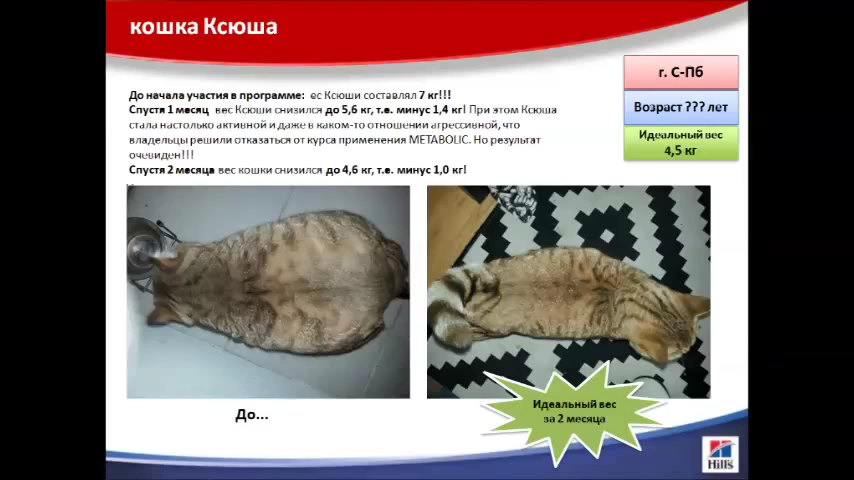 кошка Ксюша
До начала участия в программе: ес Ксюши составлял 7 кг!!!
Спустя 1 месяц вес Ксюши снизился до 5,6 кг, т.е. минус 1,4 кг! При этом Ксюша
стала настолько активной и даже в каком-то отношении агрессивной, что
владельцы решили отказаться от курса применения METABOLIC. Но результат
очевиден!!!
Спустя 2 месяца вес кошки снизился до 4,6 кг, т.е. минус 1,0 кг!
г. С-Пб
Возраст ??? лет
Идеальный вес
4,5 кг
До...
Идеальный вес
за 2 месяца
Hill's